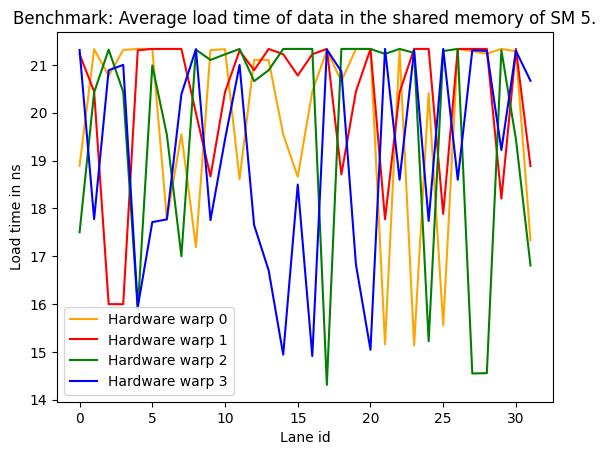 Benchmark: Average load time of data in the shared memory of SM 5.
Load time in ns
21
20
19
18
17
16
15
14
Hardware warp 0
Hardware warp 1
Hardware warp 2
Hardware warp 3
0 5 10 15 20 25 30
Lane id